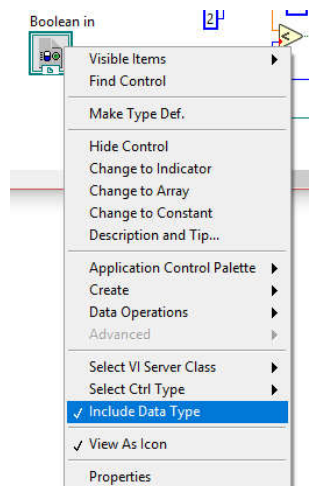 Boolean in
2
<
Visible Items
Find Control
Make Type Def.
Hide Control
Change to Indicator
Change to Array
Change to Constant
Description and Tip...
Application Control Palette
Create
Data Operations
Advanced
Select VI Server Class
Select Ctrl Type
Include Data Type
View As Icon
Properties